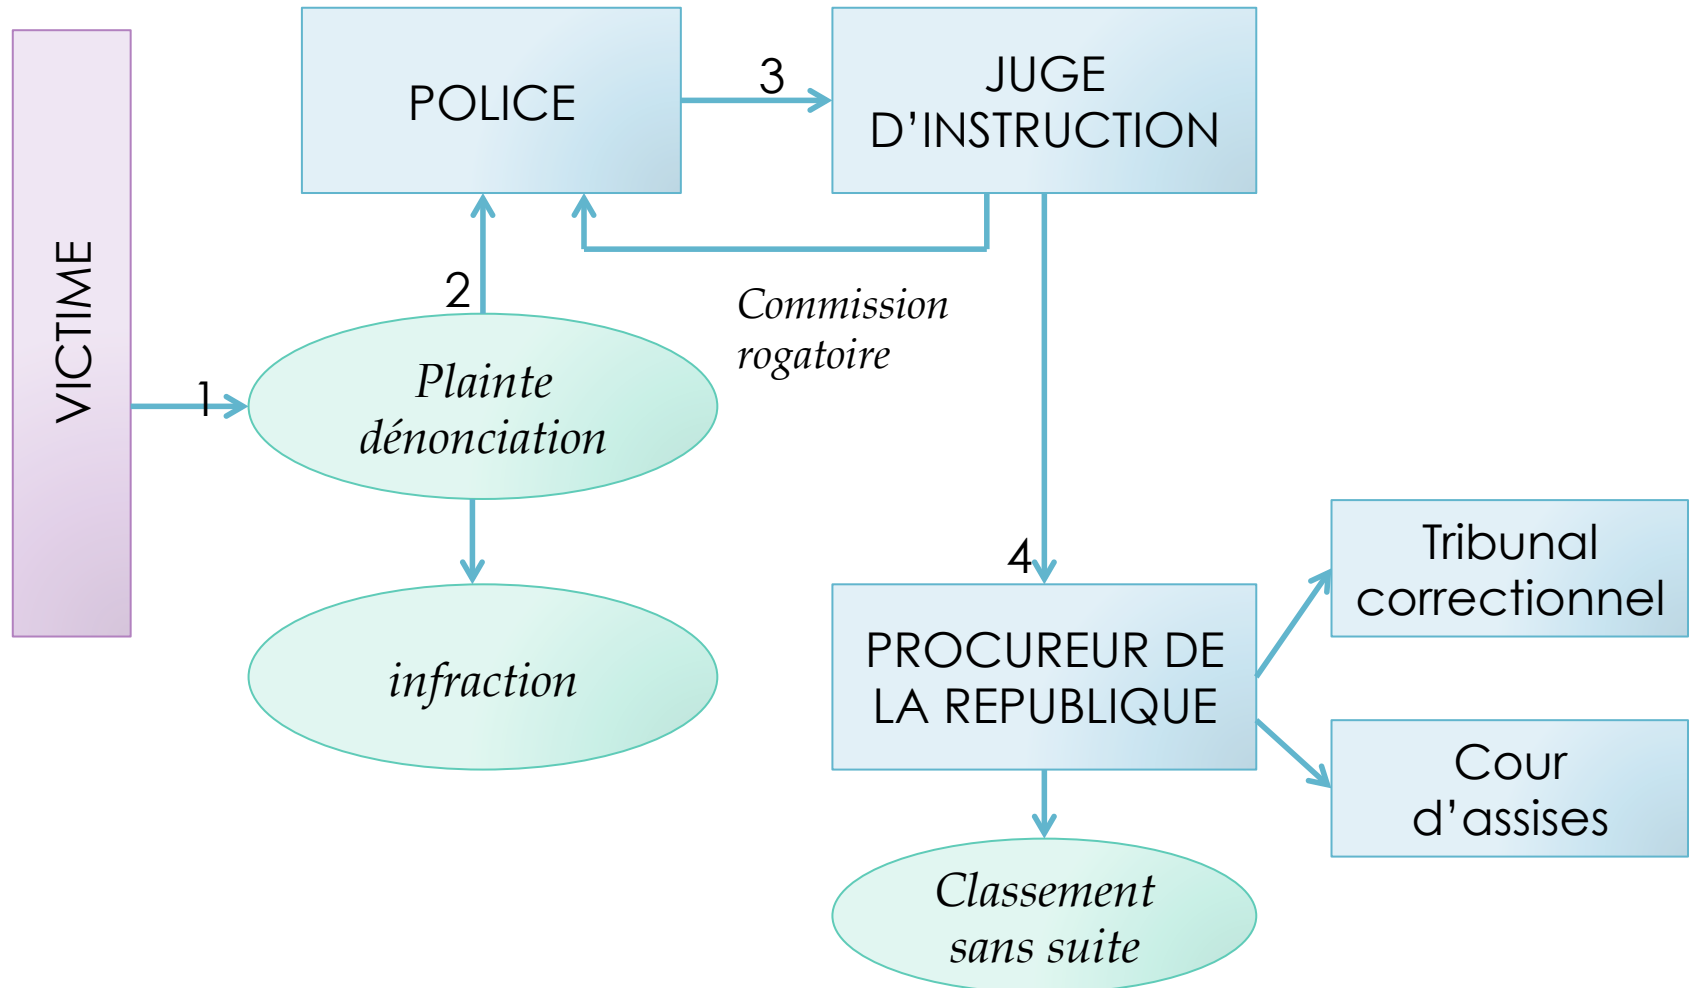 VICTIME
POLICE
3
JUGE
D’INSTRUCTION
2
Commission
rogatoire
1
Plainte
dénonciation
infraction
4
PROCUREUR DE
LA REPUBLIQUE
Tribunal
correctionnel
Cour
d’assises
Classement
sans suite